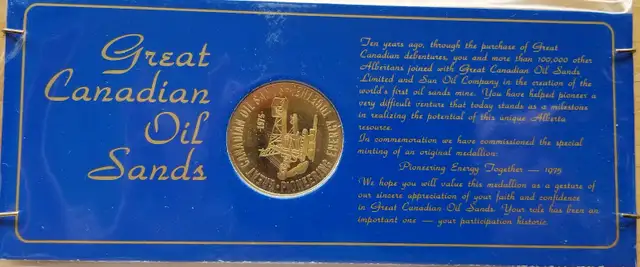 Great
Canadian
Oil
Sands
Ten years ago, through the purchase of Great
Canadian debentures, you and more than 100,000 other
Albertans joined with Great Canadian Oil Sands
Limited and Sun Oil Company in the creation of the
world's first oil sands mine. You have helped pioneer a
very difficult venture that today stands as a milestone
in realizing the potential of this unique Alberta
resource.
In commemoration we have commissioned the special
minting of an original medallion:
Pioneering Energy Together — 1975
We hope you will value this medallion as a gesture of
our sincere appreciation of your faith and confidence
in Great Canadian Oil Sands. Your role has been an
important one — your participation historic.
CANADIAN OIL
1975
PIONEERING ENERGY